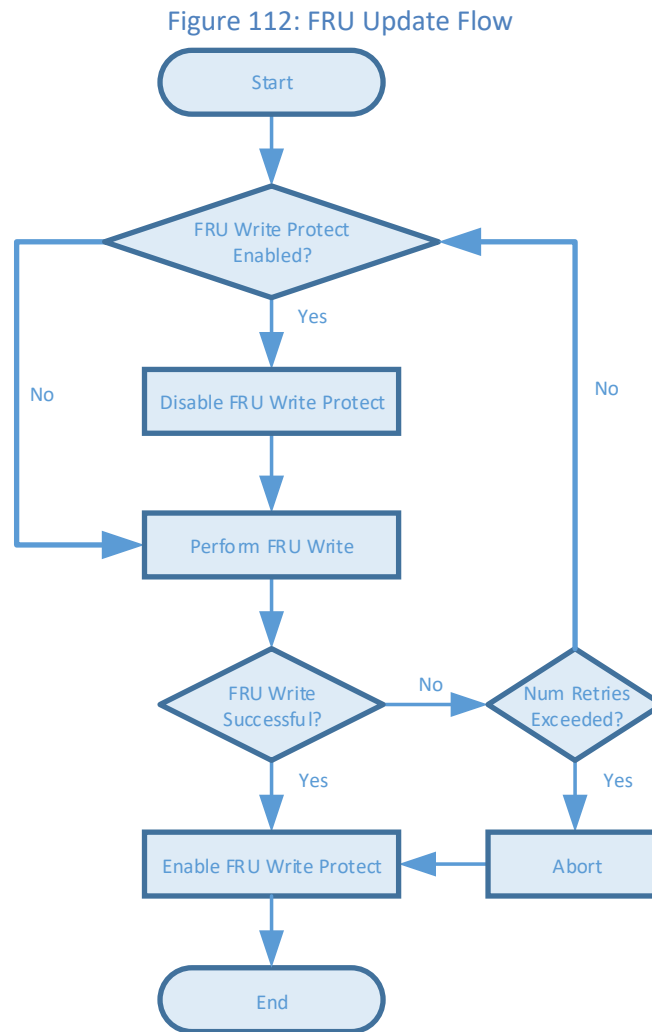 Figure 112: FRU Update Flow
Start
FRU Write Protect
Enabled?
Yes
No
No
Disable FRU Write Protect
Perform FRU Write
FRU Write
Successful?
No
Num Retries
Exceeded?
Yes
Yes
Enable FRU Write Protect
Abort
End